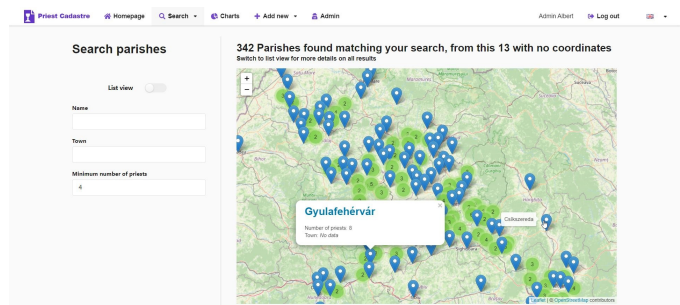 Priest Cadastre
Homepage
Search
Charts
+ Add new
Admin
Admin Albert
Log out
Search parishes
List view
Name
Town
Minimum number of priests
4
342 Parishes found matching your search, from this 13 with no coordinates
Switch to list view for more details on all results
+
−
Gyulafehérvár
×
Number of priests: 8
Town: No data
Csíkszereda
Leaflet | © OpenStreetMap contributors